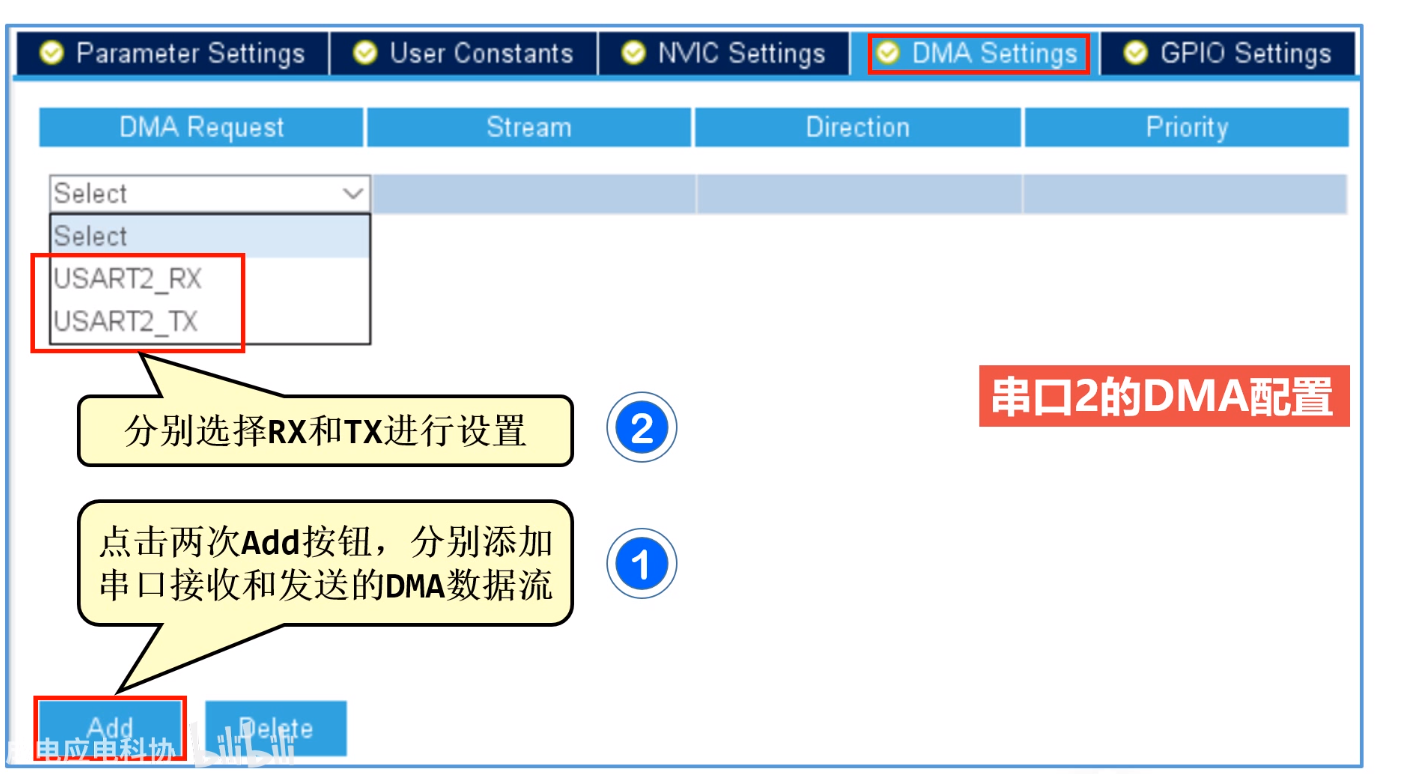 Parameter Settings
User Constants
NVIC Settings
DMA Settings
GPIO Settings
DMA Request
Stream
Direction
Priority
Select
Select
USART2_RX
USART2_TX
串口2的DMA配置
分别选择RX和TX进行设置
2
点击两次Add按钮，分别添加
串口接收和发送的DMA数据流
1
Add
Delete
电应电科协
bilibili